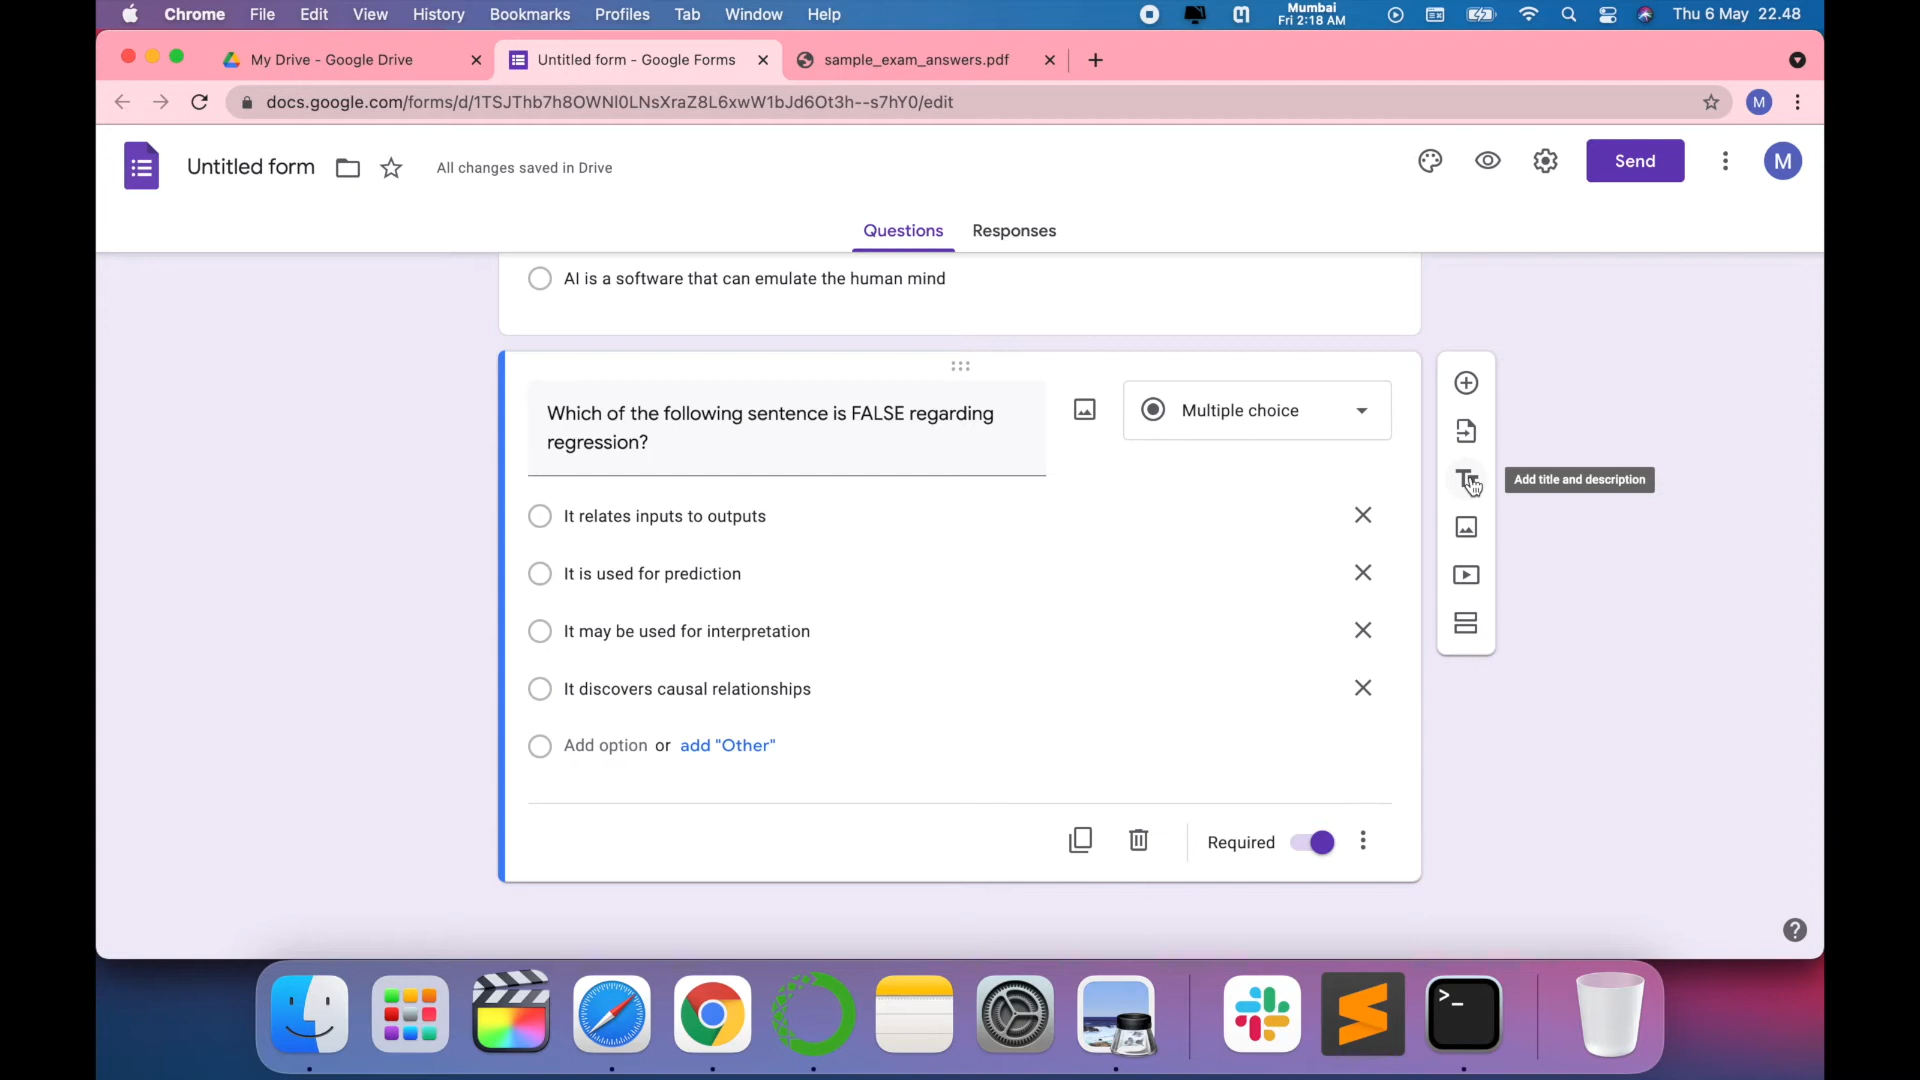 Chrome File Edit View History Bookmarks Profiles Tab Window Help Mumbai Fri 2:18 AM Thu 6 May 22.48
My Drive - Google Drive Untitled form - Google Forms sample_exam_answers.pdf
docs.google.com/forms/d/1TSJThb7h8OWNl0LNsXraZ8L6xwW1bJd6Ot3h--s7hY0/edit M
Untitled form All changes saved in Drive Send M
Questions Responses
AI is a software that can emulate the human mind
Which of the following sentence is FALSE regarding
regression?
Multiple choice
Add title and description
It relates inputs to outputs
It is used for prediction
It may be used for interpretation
It discovers causal relationships
Add option or add "Other"
Required